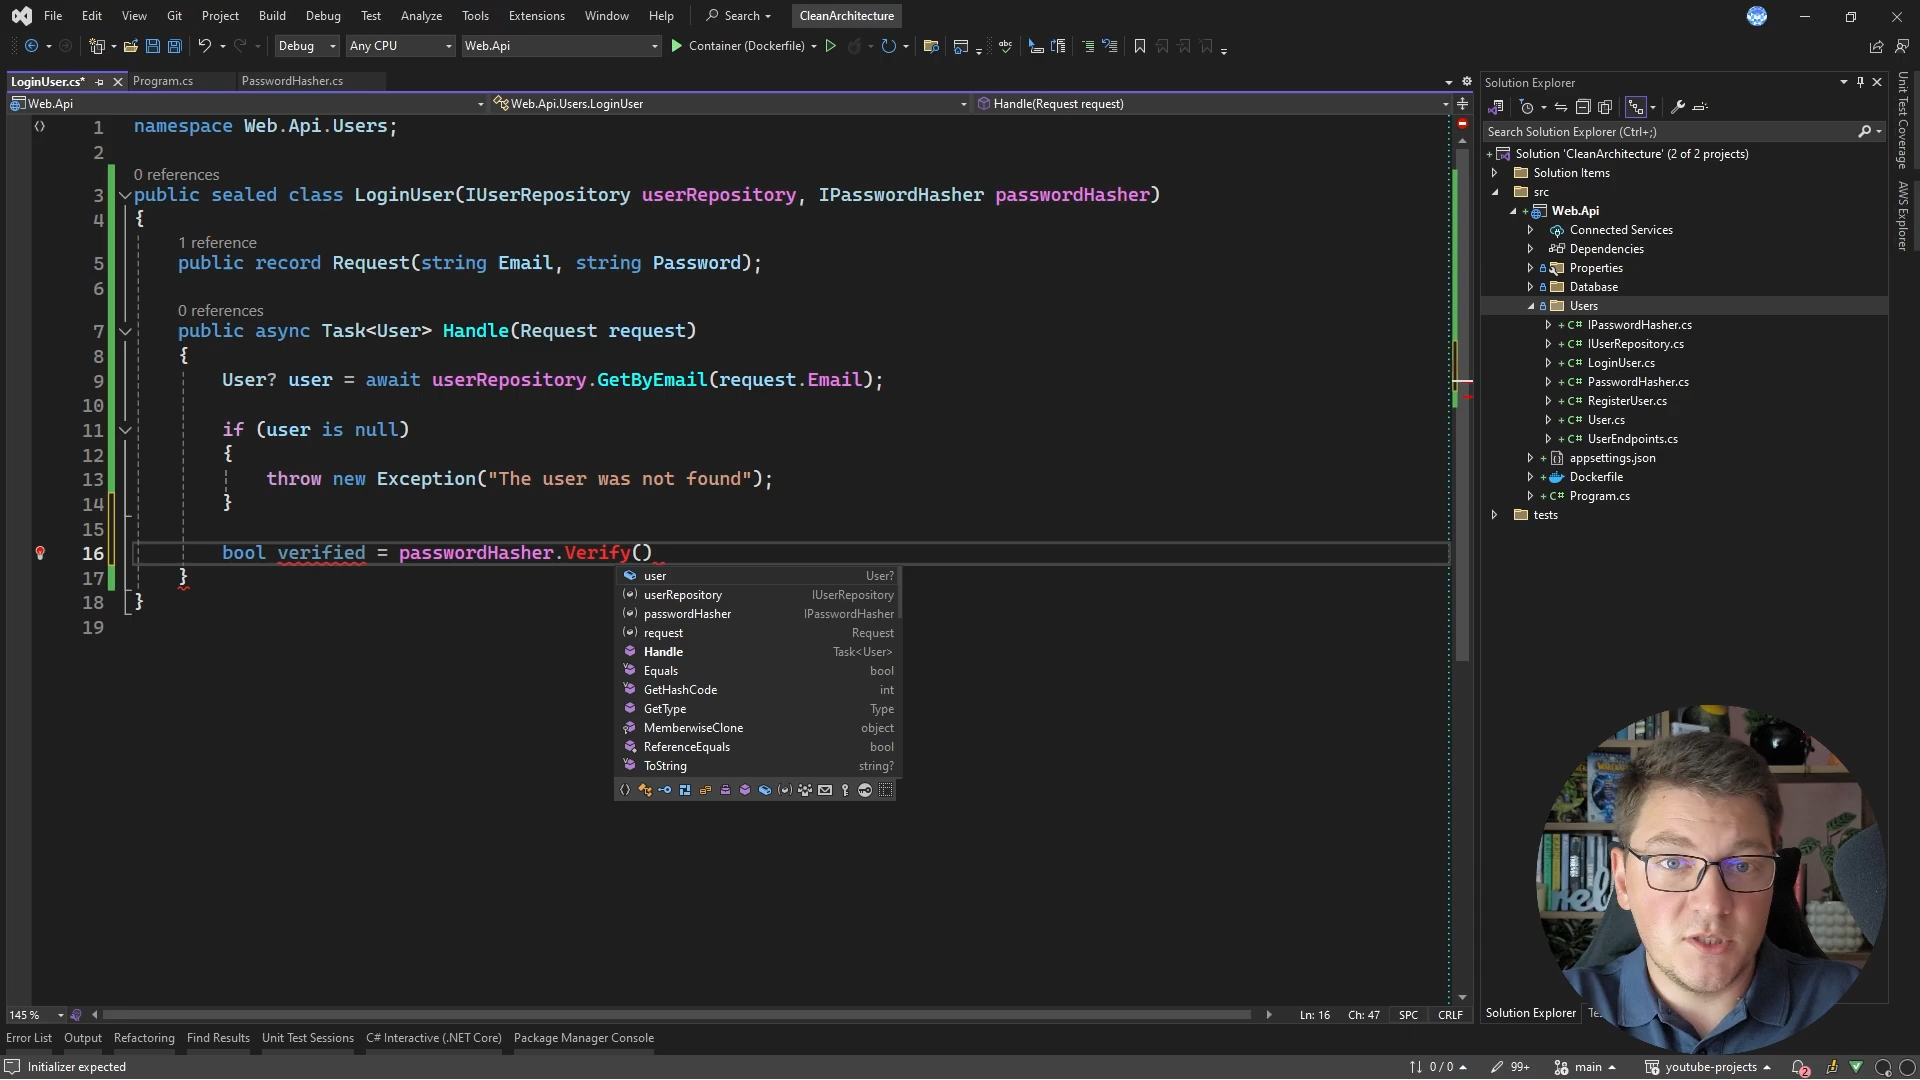 File Edit View Git Project Build Debug Test Analyze Tools Extensions Window Help Search CleanArchitecture
Debug Any CPU Web.Api Container (Dockerfile)
LoginUser.cs* Program.cs PasswordHasher.cs
Web.Api Web.Api.Users.LoginUser Handle(Request request)
1 namespace Web.Api.Users;
2
0 references
3 public sealed class LoginUser(IUserRepository userRepository, IPasswordHasher passwordHasher)
4 {
1 reference
5 public record Request(string Email, string Password);
6
0 references
7 public async Task<User> Handle(Request request)
8 {
9 User? user = await userRepository.GetByEmail(request.Email);
10
11 if (user is null)
12 {
13 throw new Exception("The user was not found");
14 }
15
16 bool verified = passwordHasher.Verify()
17 }
18 }
19
user User?
userRepository IUserRepository
passwordHasher IPasswordHasher
request Request
Handle Task<User>
Equals bool
GetHashCode int
GetType Type
MemberwiseClone object
ReferenceEquals bool
ToString string?
145 % Ln: 16 Ch: 47 SPC CRLF
Error List Output Refactoring Find Results Unit Test Sessions C# Interactive (.NET Core) Package Manager Console
Initializer expected 0 / 0 99+ main youtube-projects 2
Solution Explorer
Search Solution Explorer (Ctrl+;)
Solution 'CleanArchitecture' (2 of 2 projects)
Solution Items
src
Web.Api
Connected Services
Dependencies
Properties
Database
Users
C# IPasswordHasher.cs
C# IUserRepository.cs
C# LoginUser.cs
C# PasswordHasher.cs
C# RegisterUser.cs
C# User.cs
C# UserEndpoints.cs
appsettings.json
Dockerfile
C# Program.cs
tests
Solution Explorer
Unit Test Coverage
AWS Explorer